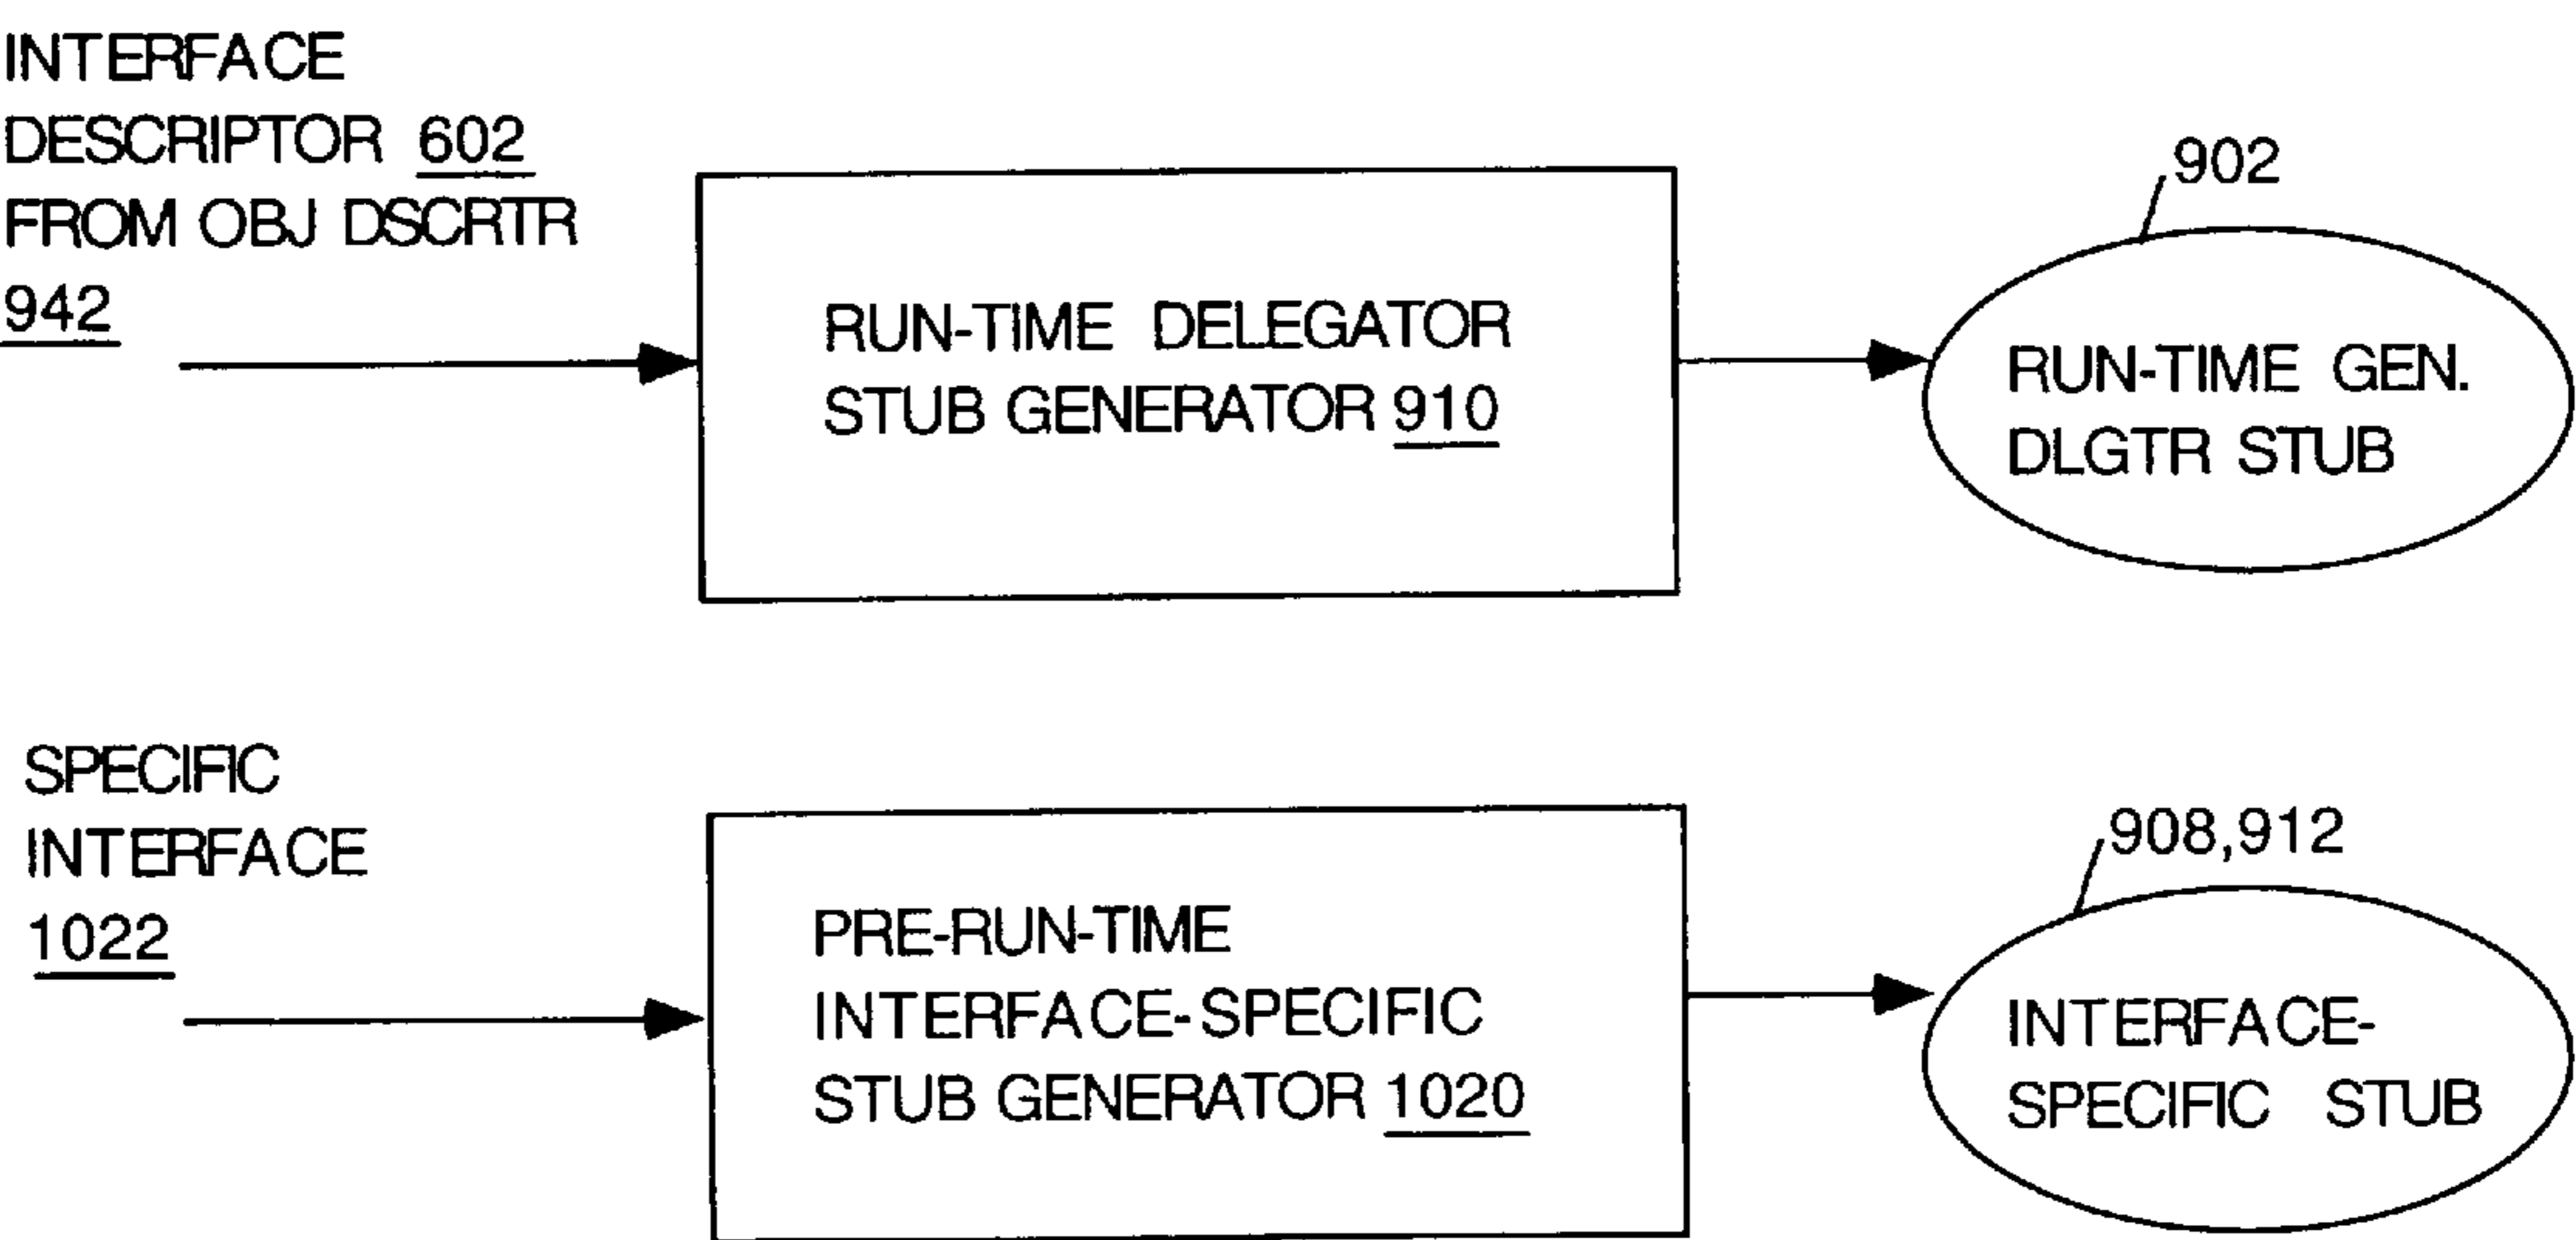 INTERFACE
DESCRIPTOR 602
FROM OBJ DSCRTR
942
RUN-TIME DELEGATOR
STUB GENERATOR 910
902
RUN-TIME GEN.
DLGTR STUB
SPECIFIC
INTERFACE
1022
PRE-RUN-TIME
INTERFACE-SPECIFIC
STUB GENERATOR 1020
908,912
INTERFACE-
SPECIFIC STUB